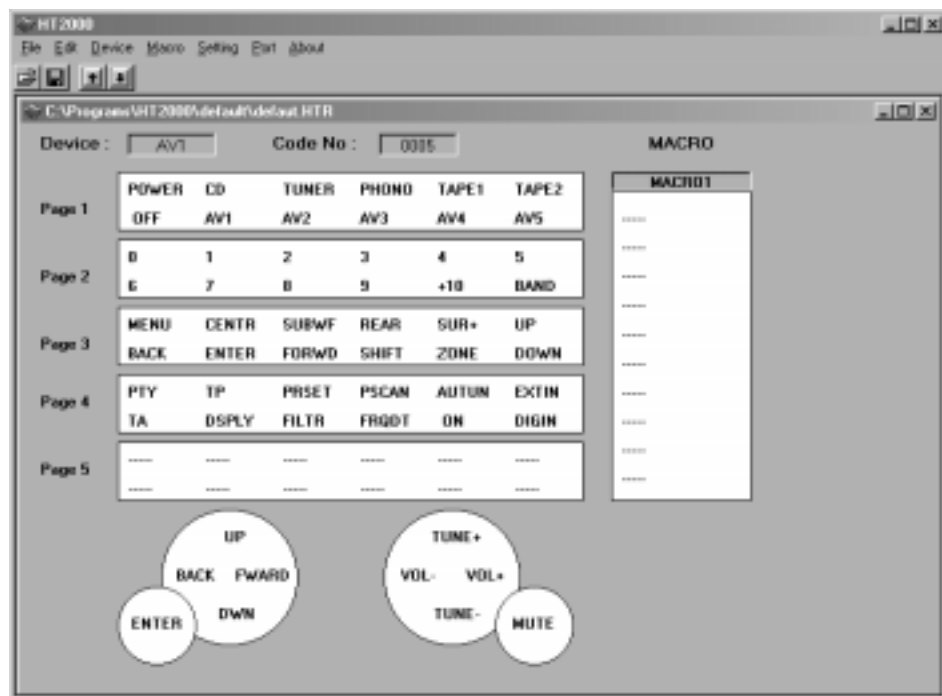 HT2000
File Edit Device Macro Setting Port About
C:\Programs\HT2000\default\defaut.HTR
Device : AV1 Code No : 0005 MACRO
MACRO1
Page 1
POWER CD TUNER PHONO TAPE1 TAPE2
OFF AV1 AV2 AV3 AV4 AV5
Page 2
0 1 2 3 4 5
6 7 8 9 +10 BAND
Page 3
MENU CENTR SUBWF REAR SUR+ UP
BACK ENTER FORWD SHIFT ZONE DOWN
Page 4
PTY TP PRSET PSCAN AUTUN EXTIN
TA DSPLY FILTR FRQDT ON DIGIN
Page 5
----- ----- ----- ----- ----- -----
----- ----- ----- ----- ----- -----
-----
-----
-----
-----
-----
-----
-----
-----
-----
-----
UP
BACK FWARD
DWN
ENTER
TUNE+
VOL- VOL+
TUNE-
MUTE